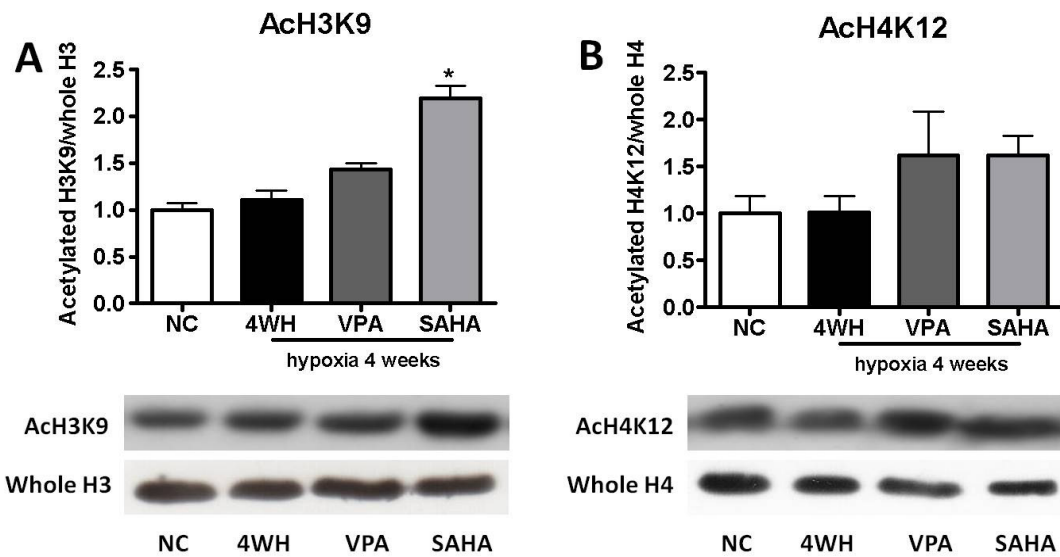 A
AcH3K9
Acetylated H3K9/whole H3
2.5
2.0
1.5
1.0
0.5
0.0
*
NC 4WH VPA SAHA
hypoxia 4 weeks
AcH3K9
Whole H3
NC 4WH VPA SAHA
B
AcH4K12
Acetylated H4K12/whole H4
2.5
2.0
1.5
1.0
0.5
0.0
NC 4WH VPA SAHA
hypoxia 4 weeks
AcH4K12
Whole H4
NC 4WH VPA SAHA